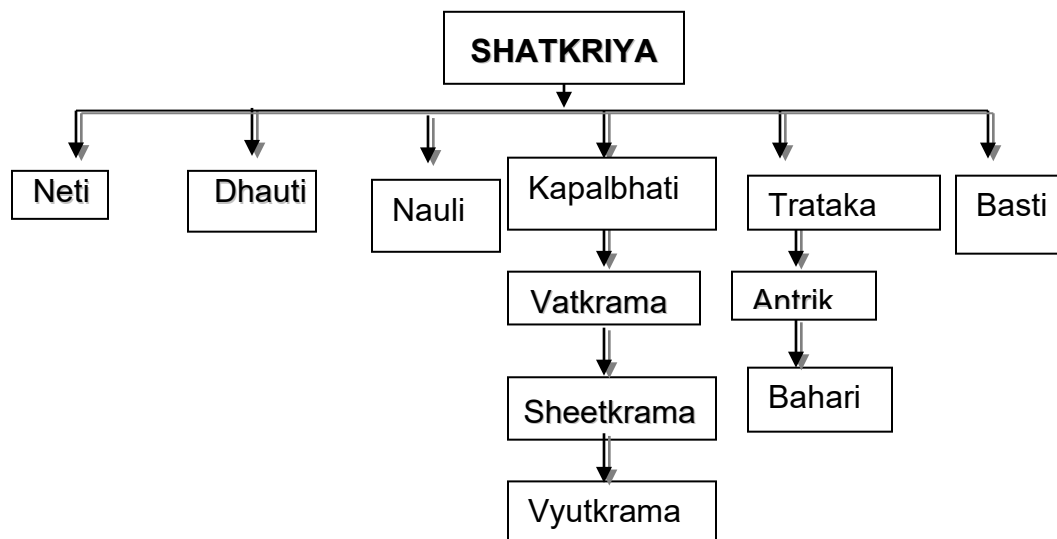 SHATKRIYA
Neti
Dhauti
Nauli
Kapalbhati
Trataka
Basti
Vatkrama
Antrik
Sheetkrama
Bahari
Vyutkrama